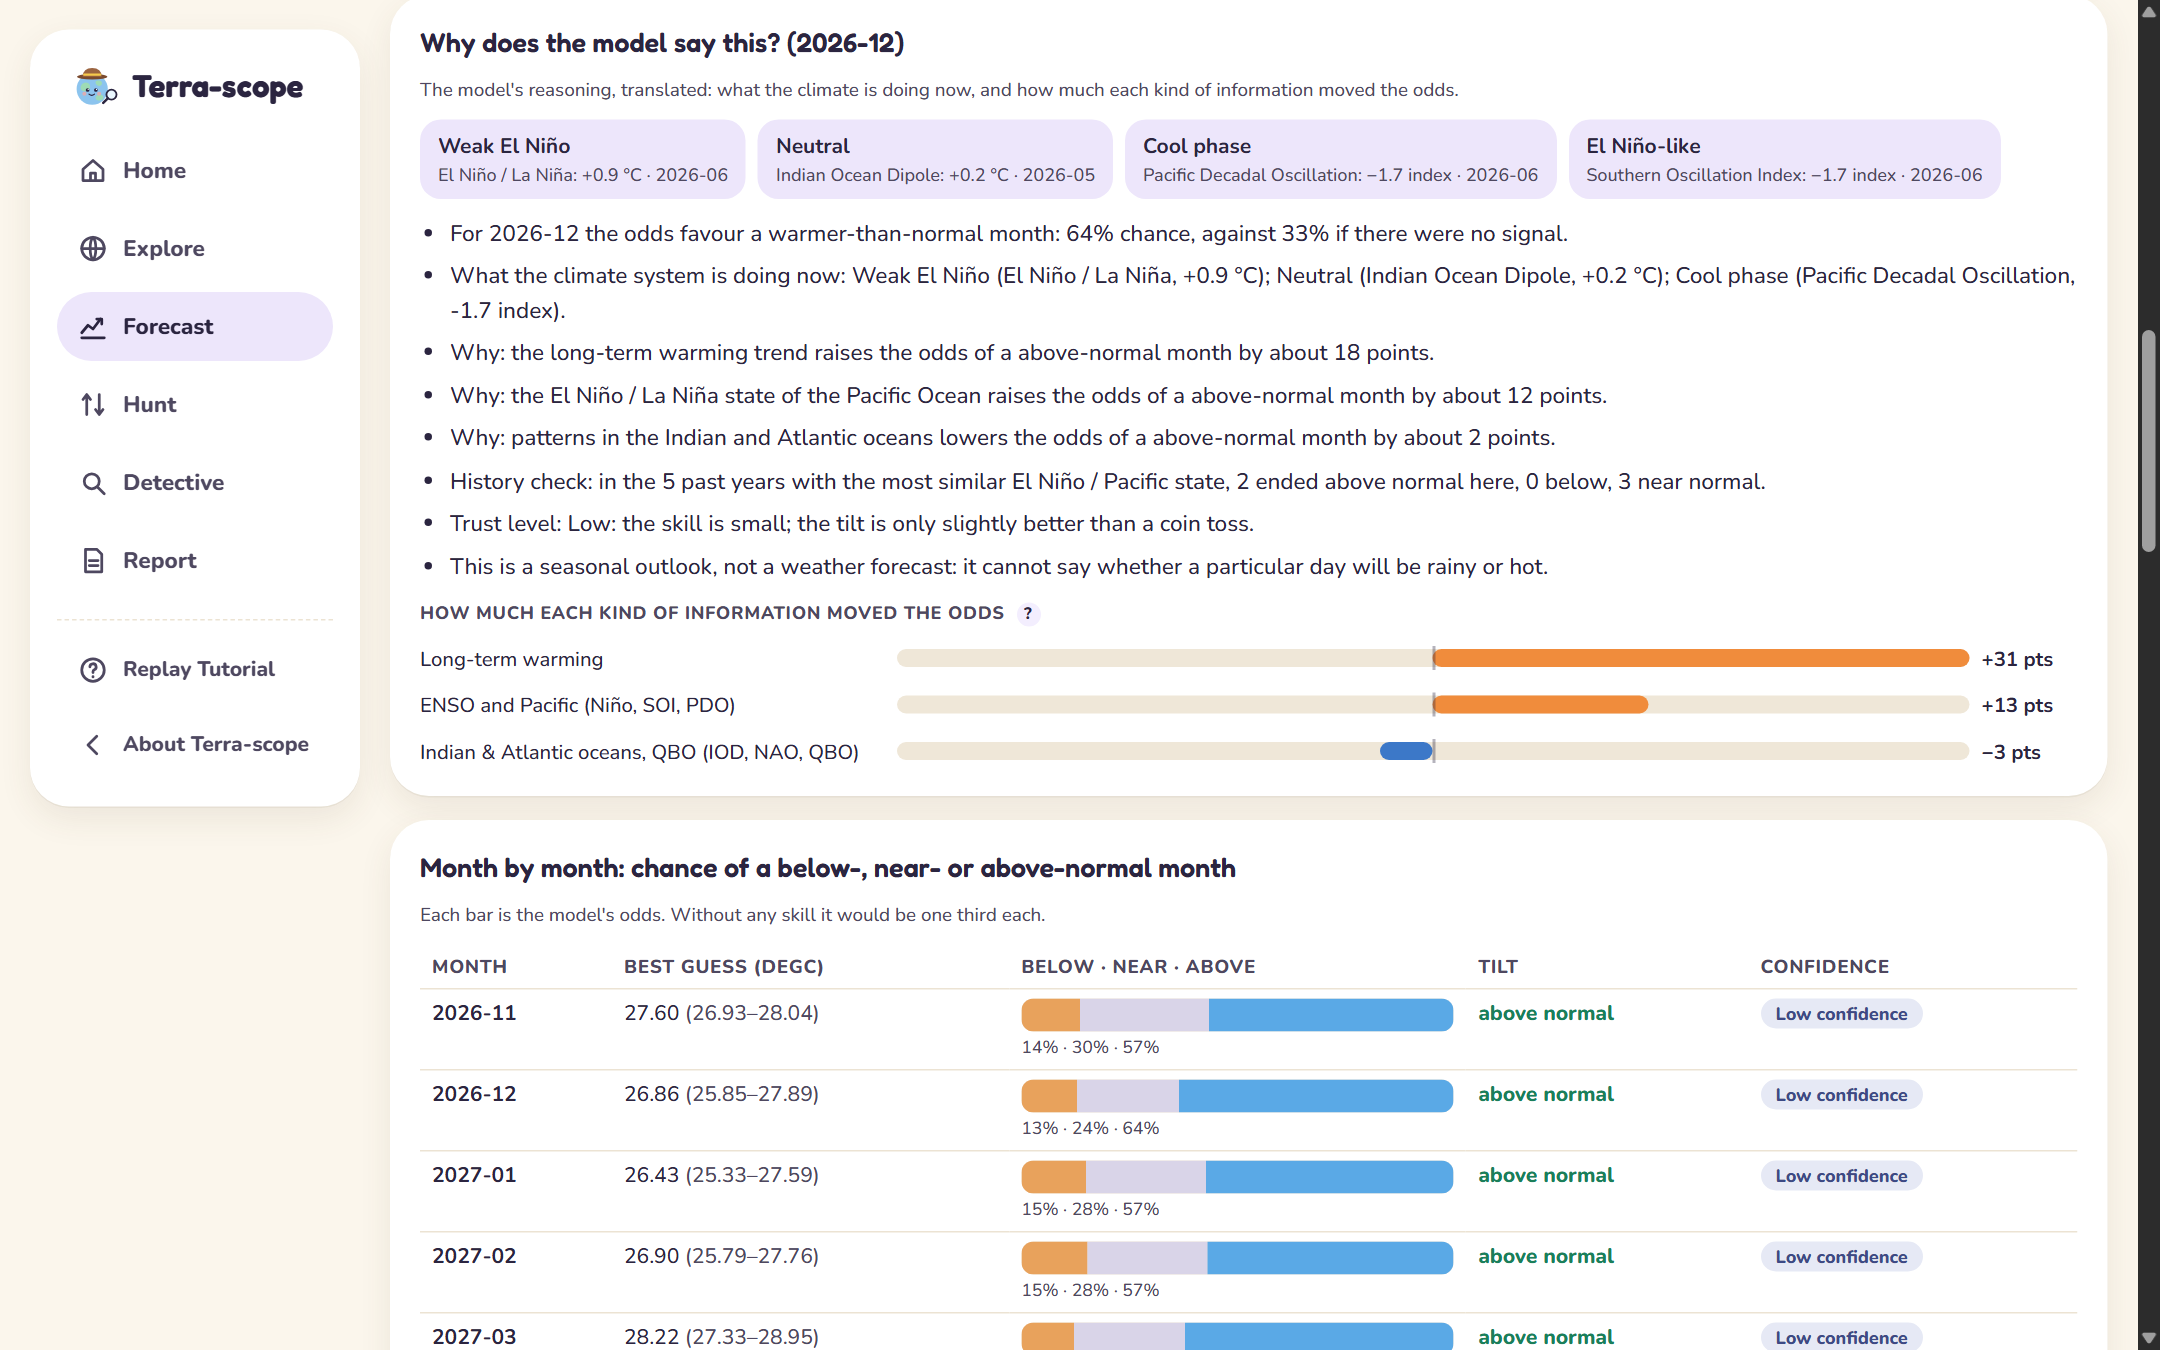 Terra-scope
Home
Explore
Forecast
Hunt
Detective
Report
Replay Tutorial
About Terra-scope
Why does the model say this? (2026-12)
The model's reasoning, translated: what the climate is doing now, and how much each kind of information moved the odds.
Weak El Niño
El Niño / La Niña: +0.9 °C · 2026-06
Neutral
Indian Ocean Dipole: +0.2 °C · 2026-05
Cool phase
Pacific Decadal Oscillation: −1.7 index · 2026-06
El Niño-like
Southern Oscillation Index: −1.7 index · 2026-06
• For 2026-12 the odds favour a warmer-than-normal month: 64% chance, against 33% if there were no signal.
• What the climate system is doing now: Weak El Niño (El Niño / La Niña, +0.9 °C); Neutral (Indian Ocean Dipole, +0.2 °C); Cool phase (Pacific Decadal Oscillation,
-1.7 index).
• Why: the long-term warming trend raises the odds of a above-normal month by about 18 points.
• Why: the El Niño / La Niña state of the Pacific Ocean raises the odds of a above-normal month by about 12 points.
• Why: patterns in the Indian and Atlantic oceans lowers the odds of a above-normal month by about 2 points.
• History check: in the 5 past years with the most similar El Niño / Pacific state, 2 ended above normal here, 0 below, 3 near normal.
• Trust level: Low: the skill is small; the tilt is only slightly better than a coin toss.
• This is a seasonal outlook, not a weather forecast: it cannot say whether a particular day will be rainy or hot.
HOW MUCH EACH KIND OF INFORMATION MOVED THE ODDS ?
Long-term warming +31 pts
ENSO and Pacific (Niño, SOI, PDO) +13 pts
Indian & Atlantic oceans, QBO (IOD, NAO, QBO) −3 pts
Month by month: chance of a below-, near- or above-normal month
Each bar is the model's odds. Without any skill it would be one third each.
MONTH BEST GUESS (DEGC) BELOW · NEAR · ABOVE TILT CONFIDENCE
2026-11 27.60 (26.93–28.04) above normal Low confidence
14% · 30% · 57%
2026-12 26.86 (25.85–27.89) above normal Low confidence
13% · 24% · 64%
2027-01 26.43 (25.33–27.59) above normal Low confidence
15% · 28% · 57%
2027-02 26.90 (25.79–27.76) above normal Low confidence
15% · 28% · 57%
2027-03 28.22 (27.33–28.95) above normal Low confidence